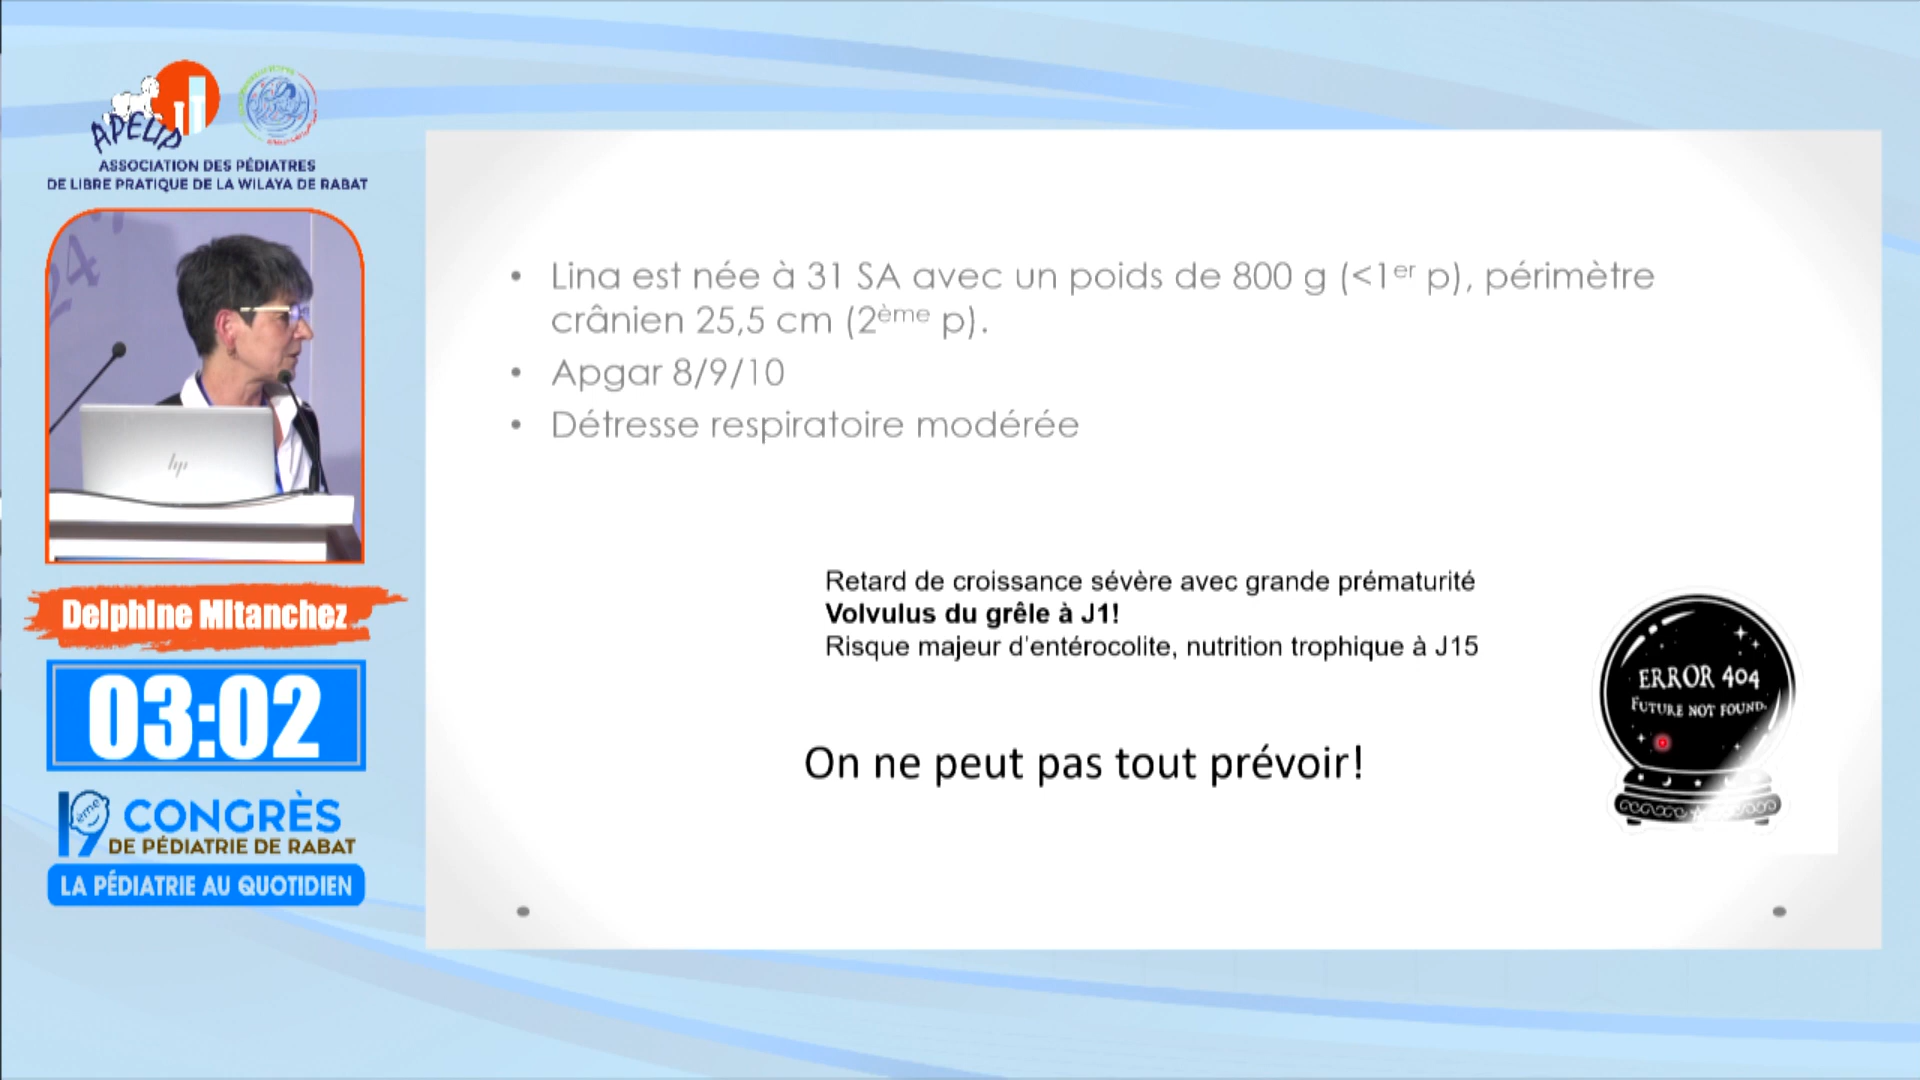 APELIP
ASSOCIATION DES PÉDIATRES
DE LIBRE PRATIQUE DE LA WILAYA DE RABAT
24
hp
Delphine Mitanchez
03:02
19ème CONGRÈS
DE PÉDIATRIE DE RABAT
LA PÉDIATRIE AU QUOTIDIEN
• Lina est née à 31 SA avec un poids de 800 g (<1er p), périmètre
crânien 25,5 cm (2ème p).
• Apgar 8/9/10
• Détresse respiratoire modérée
Retard de croissance sévère avec grande prématurité
Volvulus du grêle à J1!
Risque majeur d'entérocolite, nutrition trophique à J15
ERROR 404
FUTURE NOT FOUND.
On ne peut pas tout prévoir!